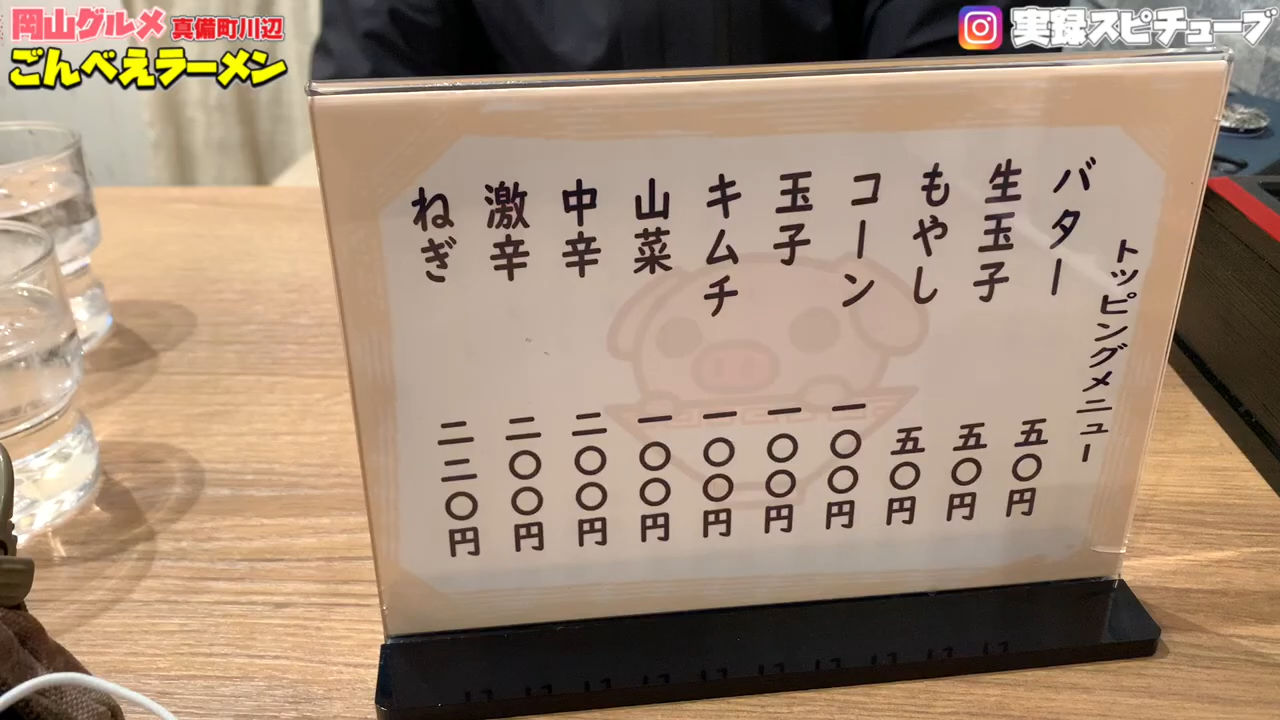 岡山グルメ 真備町川辺
ごんべえラーメン
実録スピチューブ
トッピングメニュー
バター 五〇円
生玉子 五〇円
もやし 五〇円
コーン 一〇〇円
玉子 一〇〇円
キムチ 一〇〇円
山菜 一〇〇円
中辛 二〇〇円
激辛 二〇〇円
ねぎ 二二〇円